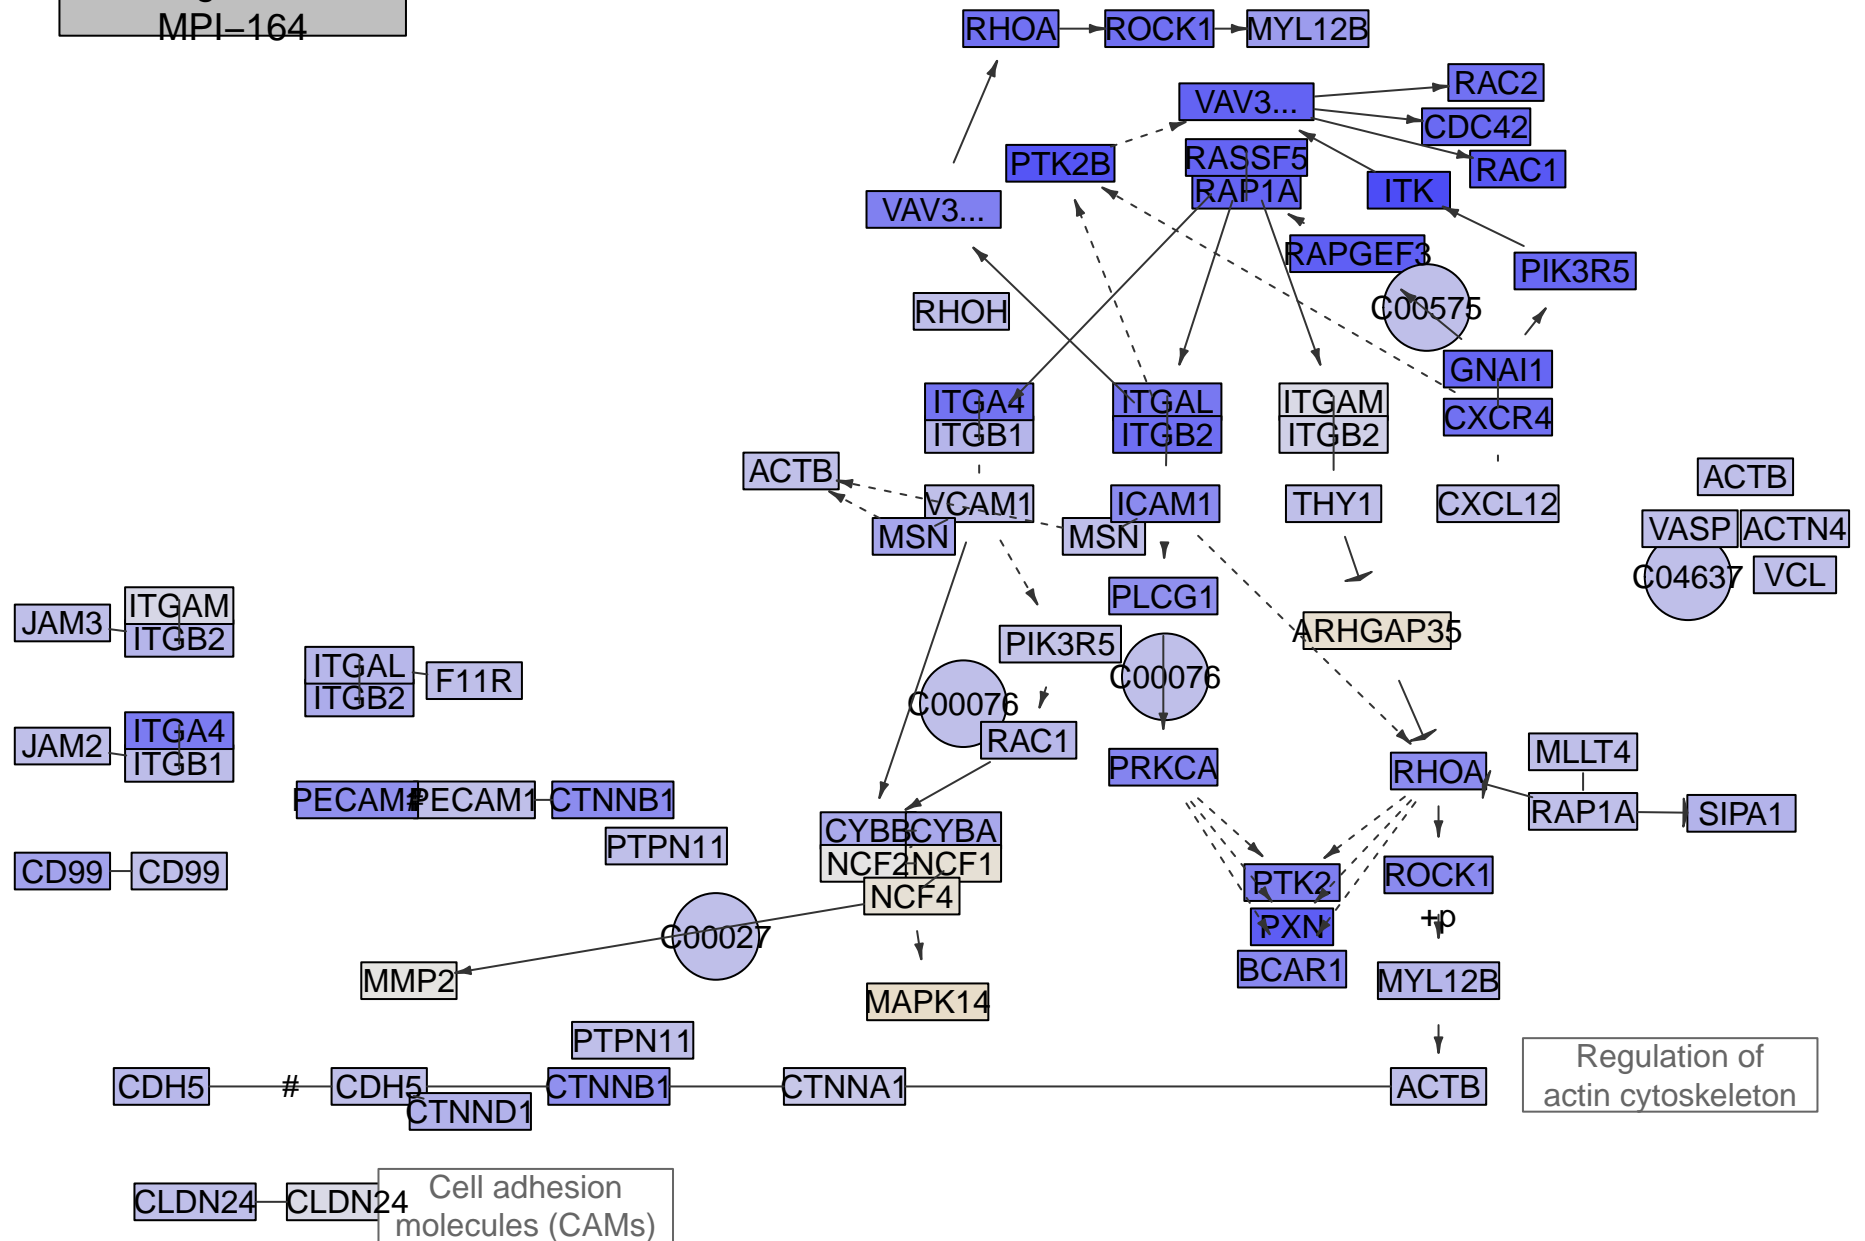 MPI−164
RHOA
ROCK1
MYL12B
RAC2
VAV3...
CDC42
RASSF5
PTK2B
RAC1
RAP1A
ITK
VAV3...
RAPGEF3
PIK3R5
C00575
RHOH
GNAI1
ITGA4
ITGAL
ITGAM
CXCR4
ITGB1
ITGB2
ITGB2
ACTB
ACTB
VCAM1
ICAM1
THY1
CXCL12
MSN
MSN
VASP
ACTN4
C04637
VCL
PLCG1
ITGAM
JAM3
ITGB2
ARHGAP35
PIK3R5
ITGAL
F11R
C00076
ITGB2
C00076
ITGA4
JAM2
RAC1
MLLT4
ITGB1
PRKCA
RHOA
PECAM1
#
PECAM1
CTNNB1
RAP1A
SIPA1
CYBB
CYBA
PTPN11
NCF2
NCF1
CD99
CD99
PTK2
ROCK1
NCF4
+p
PXN
C00027
BCAR1
MMP2
MYL12B
MAPK14
PTPN11
Regulation of
actin cytoskeleton
CDH5
#
CDH5
CTNNB1
CTNNA1
ACTB
CTNND1
CLDN24
CLDN24
Cell adhesion
molecules (CAMs)